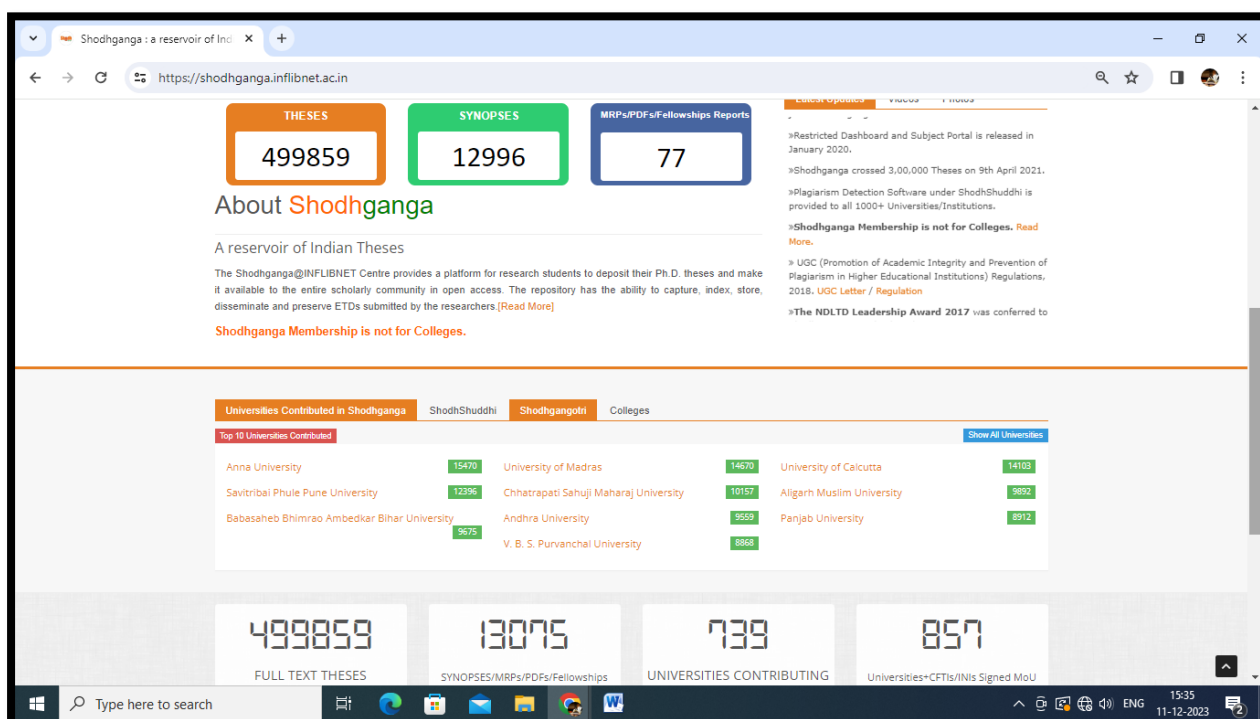 Shodhganga : a reservoir of Ind
https://shodhganga.inflibnet.ac.in
THESES
499859
SYNOPSES
12996
MRPs/PDFs/Fellowships Reports
77
Latest Updates Videos Photos
»Restricted Dashboard and Subject Portal is released in
January 2020.
»Shodhganga crossed 3,00,000 Theses on 9th April 2021.
»Plagiarism Detection Software under ShodhShuddhi is
provided to all 1000+ Universities/Institutions.
»Shodhganga Membership is not for Colleges. Read
More.
» UGC (Promotion of Academic Integrity and Prevention of
Plagiarism in Higher Educational Institutions) Regulations,
2018. UGC Letter / Regulation
»The NDLTD Leadership Award 2017 was conferred to
About Shodhganga
A reservoir of Indian Theses
The Shodhganga@INFLIBNET Centre provides a platform for research students to deposit their Ph.D. theses and make
it available to the entire scholarly community in open access. The repository has the ability to capture, index, store,
disseminate and preserve ETDs submitted by the researchers.[Read More]
Shodhganga Membership is not for Colleges.
Universities Contributed in Shodhganga ShodhShuddhi Shodhgangotri Colleges
Top 10 Universities Contributed Show All Universities
Anna University 15470 University of Madras 14670 University of Calcutta 14103
Savitribai Phule Pune University 12396 Chhatrapati Sahuji Maharaj University 10157 Aligarh Muslim University 9892
Babasaheb Bhimrao Ambedkar Bihar University 9675 Andhra University 9559 Panjab University 8912
V. B. S. Purvanchal University 8868
499859 13075 739 857
FULL TEXT THESES SYNOPSES/MRPs/PDFs/Fellowships UNIVERSITIES CONTRIBUTING Universities+CFTIs/INIs Signed MoU
Type here to search
ENG
15:35
11-12-2023
2